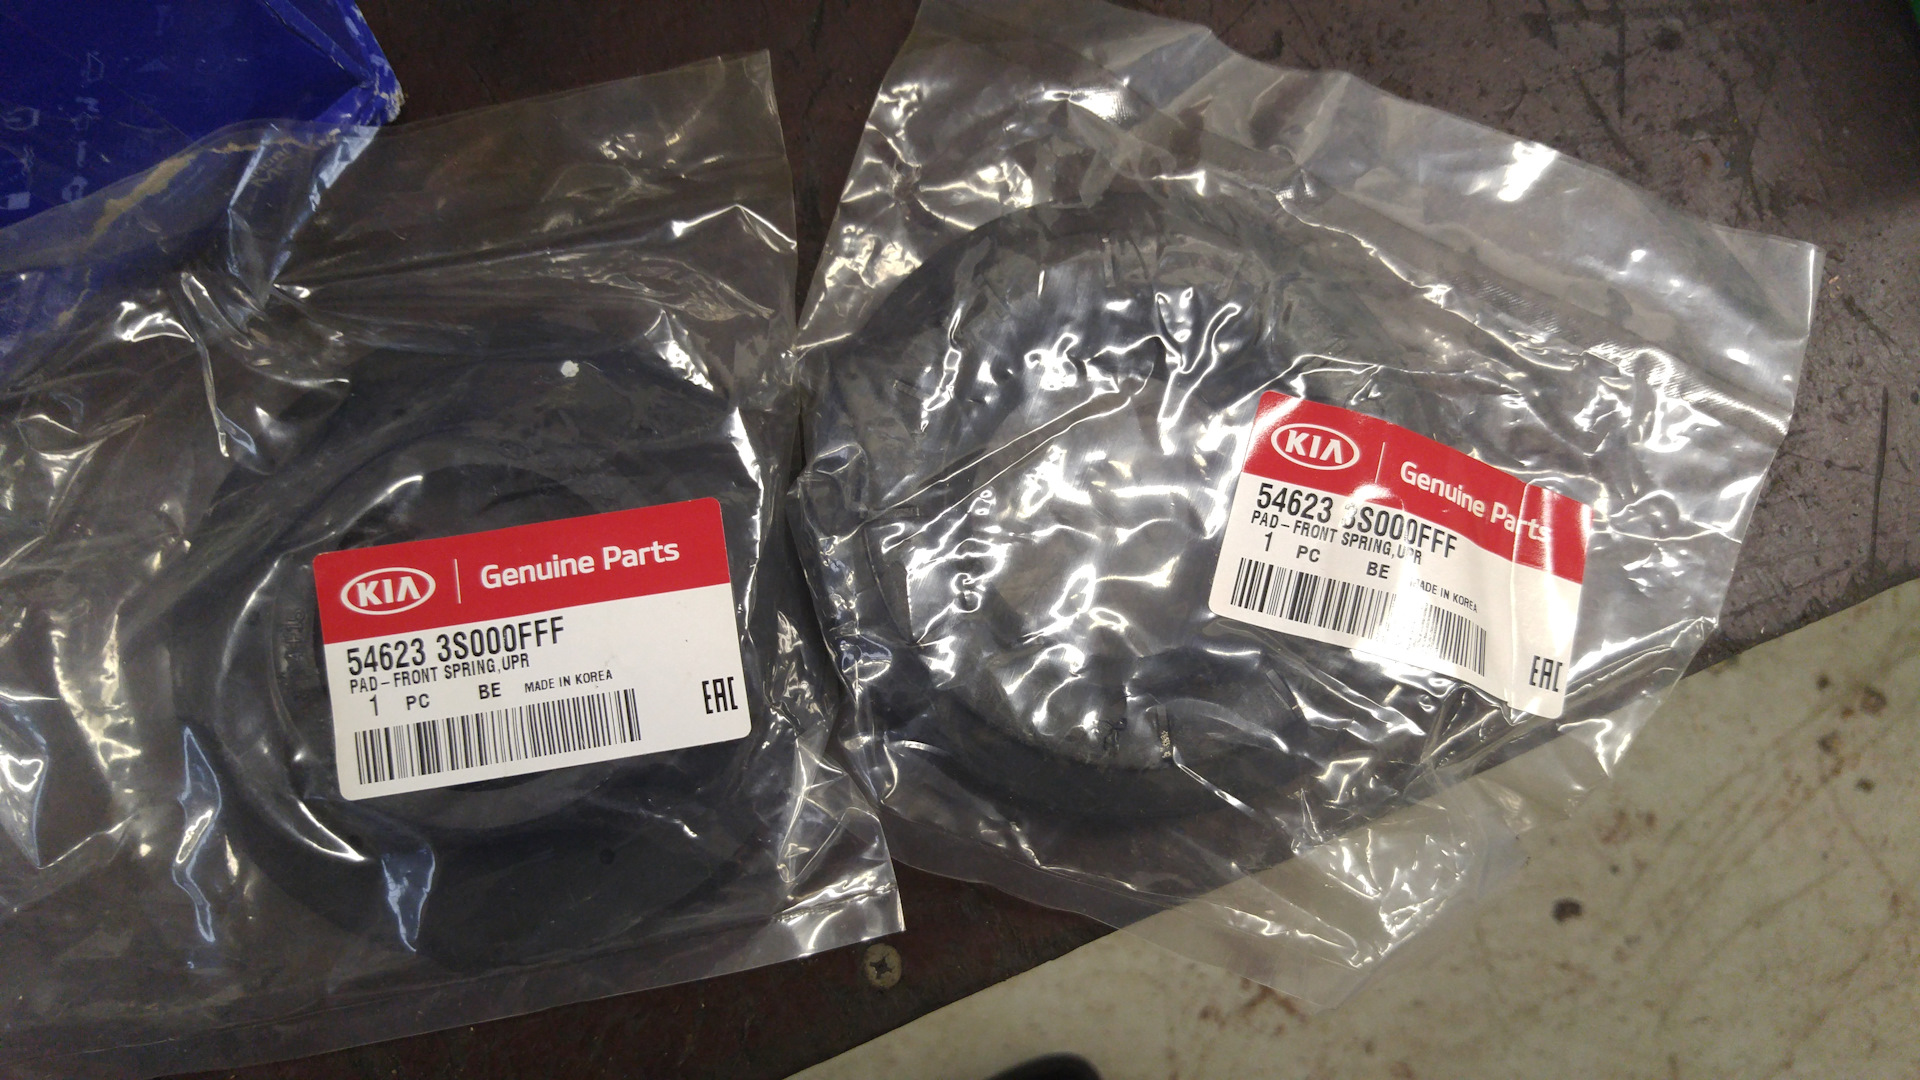 KIA Genuine Parts
54623 3S000FFF
PAD-FRONT SPRING,UPR
1 PC BE MADE IN KOREA
EAC
KIA Genuine Parts
54623 3S000FFF
PAD-FRONT SPRING,UPR
1 PC BE MADE IN KOREA
EAC